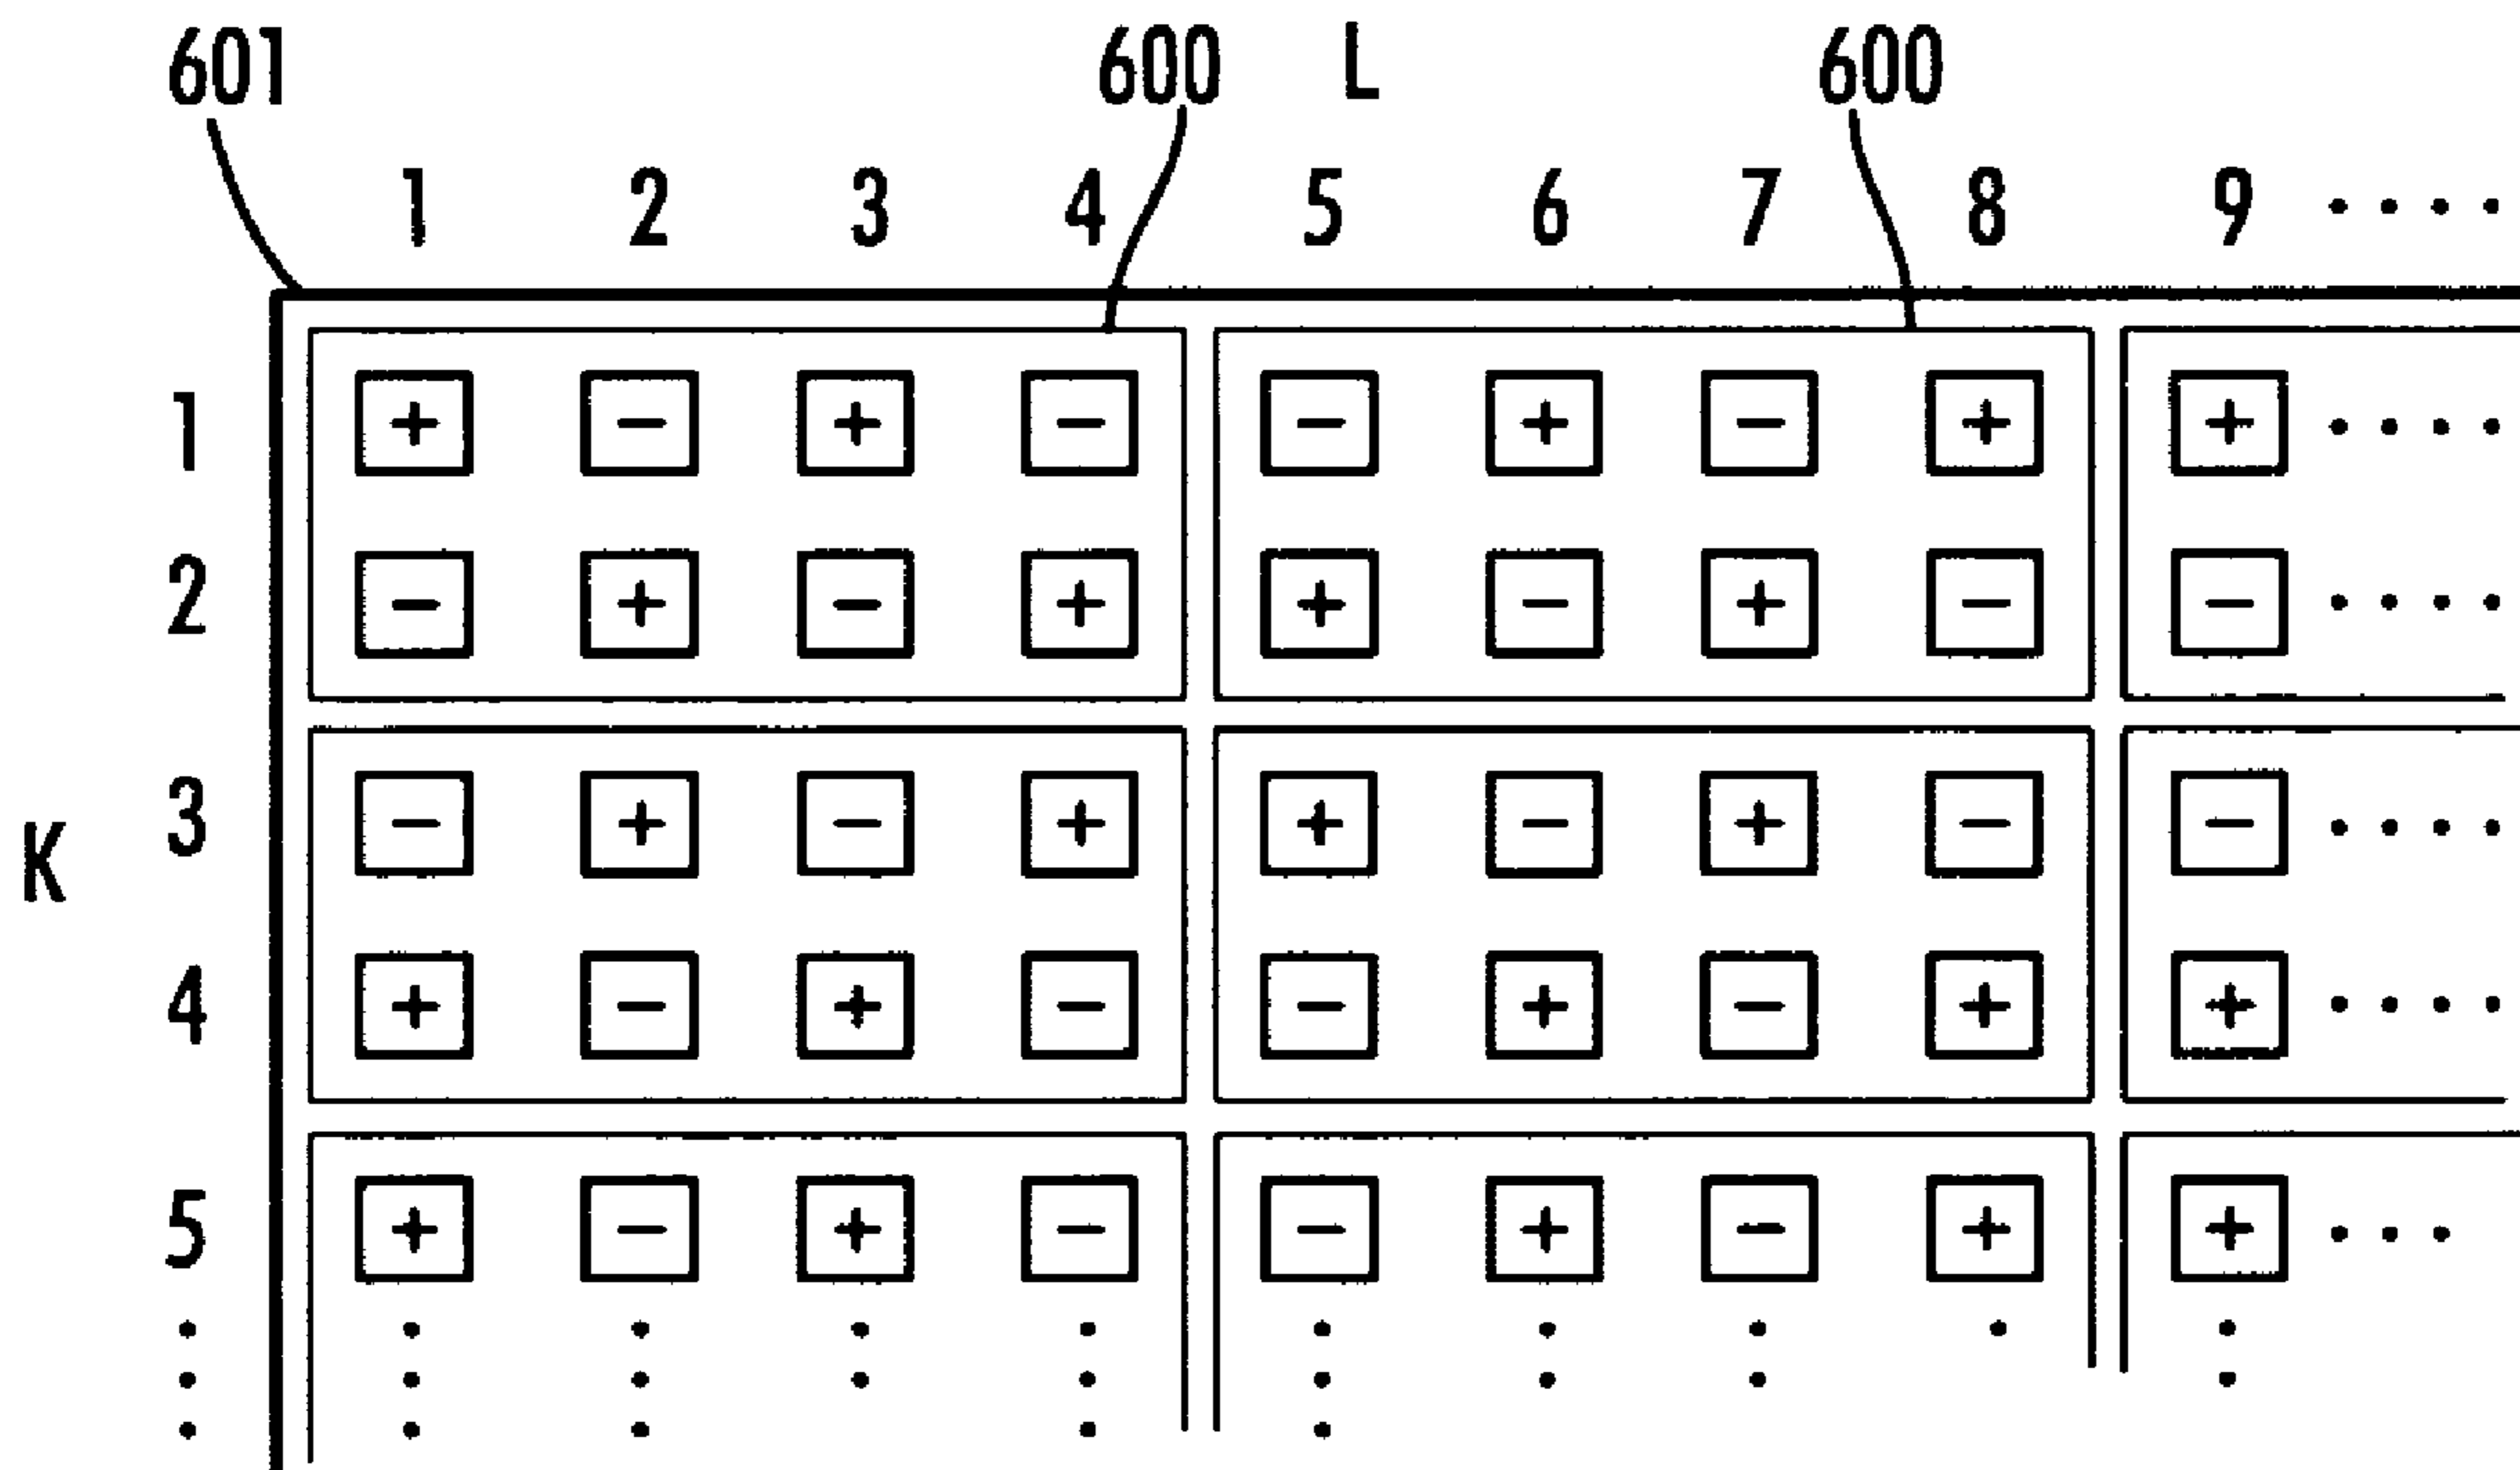 601 600 L 600
1 2 3 4 5 6 7 8 9 ....
1 + − + − − + − + + ....
2 − + − + + − + − − ....
3 − + − + + − + − − ....
K
4 + − + − − + − + + ....
5 + − + − − + − + + ...